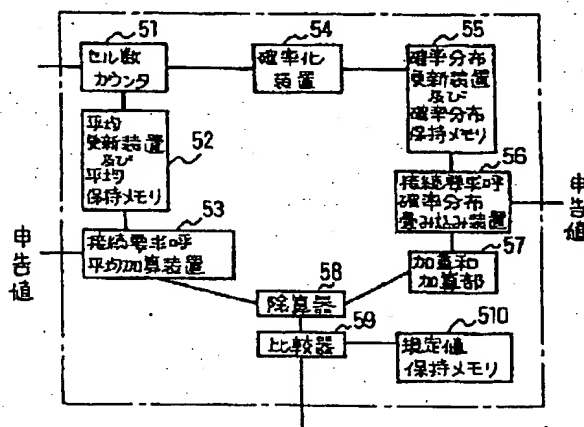 51
セル数
カウンタ
54
確率化
装置
55
確率分布
更新装置
及び
確率分布
保持メモリ
平均
更新装置
及び
平均
保持メモリ
52
56
接続要求呼
確率分布
畳み込み装置
申告値
53
接続要求呼
平均加算装置
申告値
57
加重和
加算部
58
除算器
59
比較器
510
規定値
保持メモリ